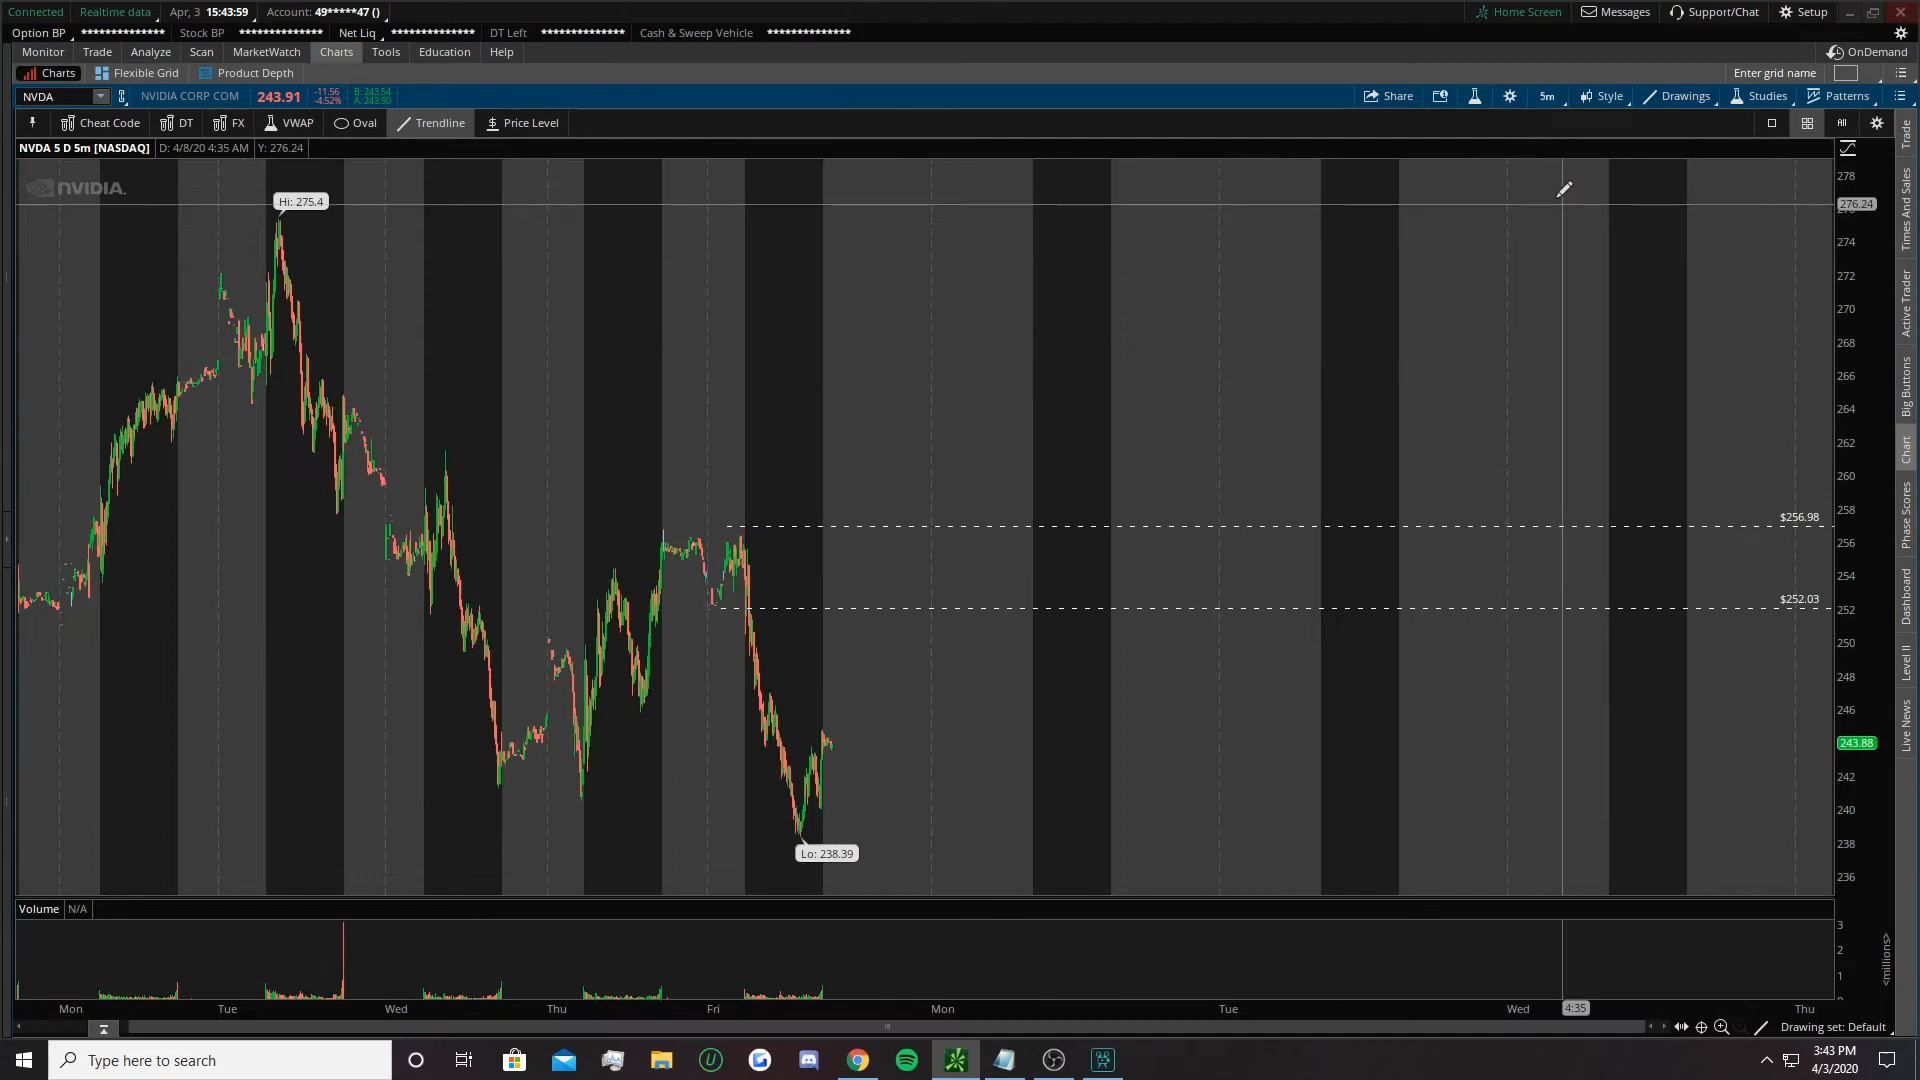 Connected Realtime data Apr, 3 15:43:59 Account: 49*****47 () Home Screen Messages Support/Chat Setup
Option BP ************** Stock BP ************** Net Liq ************** DT Left ************** Cash & Sweep Vehicle **************
Monitor Trade Analyze Scan MarketWatch Charts Tools Education Help OnDemand
Charts Flexible Grid Product Depth Enter grid name
NVDA NVIDIA CORP COM 243.91 -11.56 B: 243.54 Share 5m Style Drawings Studies Patterns
-4.52% A: 243.90
Cheat Code DT FX VWAP Oval Trendline $ Price Level All
NVDA 5 D 5m [NASDAQ] D: 4/8/20 4:35 AM Y: 276.24
278
NVIDIA.
Hi: 275.4
276.24
274
272
270
268
266
264
262
260
258
$256.98
256
254
$252.03
252
250
248
246
243.88
242
240
Lo: 238.39
238
236
Trade
Times And Sales
Active Trader
Big Buttons
Chart
Phase Scores
Dashboard
Level II
Live News
Volume N/A
3
2
1
0
<millions>
Mon Tue Wed Thu Fri Mon Tue Wed 4:35 Thu
Drawing set: Default
Type here to search
3:43 PM
4/3/2020